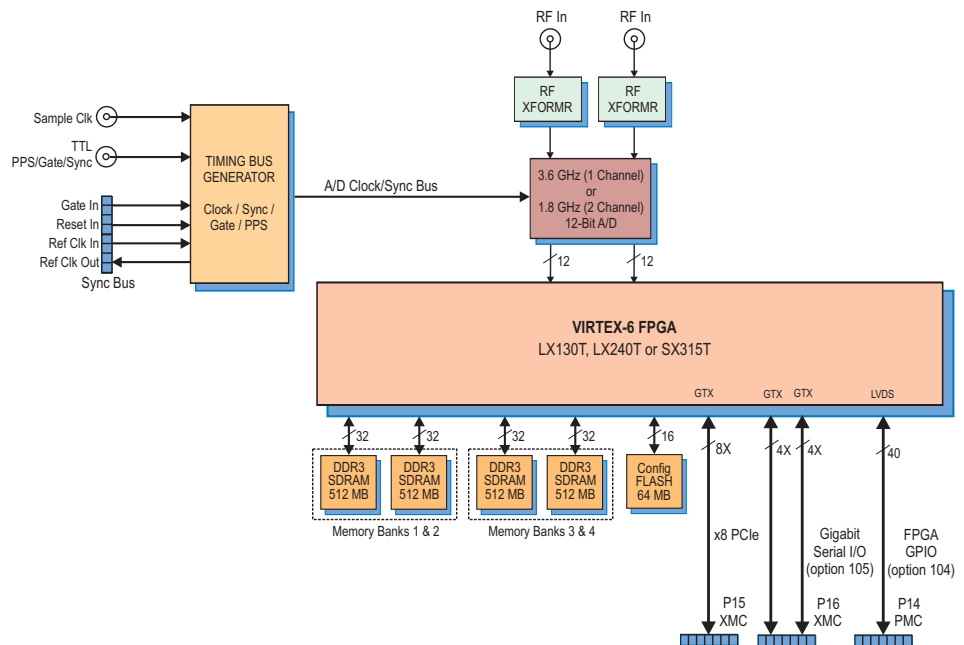 RF In
RF In
RF
XFORMR
RF
XFORMR
Sample Clk
TTL
PPS/Gate/Sync
Gate In
Reset In
Ref Clk In
Ref Clk Out
Sync Bus
TIMING BUS
GENERATOR
Clock / Sync /
Gate / PPS
A/D Clock/Sync Bus
3.6 GHz (1 Channel)
or
1.8 GHz (2 Channel)
12-Bit A/D
12
12
VIRTEX-6 FPGA
LX130T, LX240T or SX315T
GTX
GTX
GTX
LVDS
32
32
32
32
16
8X
4X
4X
40
DDR3
SDRAM
512 MB
DDR3
SDRAM
512 MB
DDR3
SDRAM
512 MB
DDR3
SDRAM
512 MB
Config
FLASH
64 MB
Memory Banks 1 & 2
Memory Banks 3 & 4
x8 PCIe
Gigabit
Serial I/O
(option 105)
FPGA
GPIO
(option 104)
P15
XMC
P16
XMC
P14
PMC